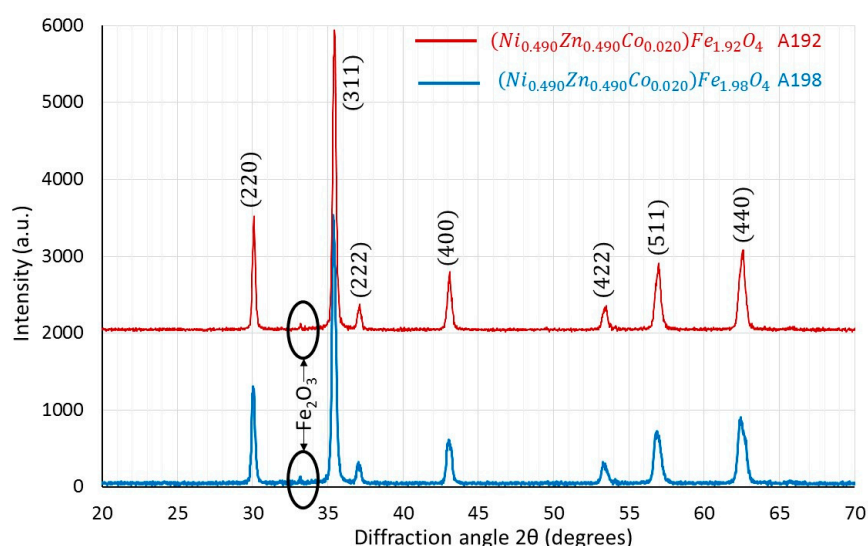 6000
5000
4000
3000
2000
1000
0
Intensity (a.u.)
(Ni₀.₄₉₀Zn₀.₄₉₀Co₀.₀₂₀)Fe₁.₉₂O₄ A192
(Ni₀.₄₉₀Zn₀.₄₉₀Co₀.₀₂₀)Fe₁.₉₈O₄ A198
(220)
(311)
(222)
(400)
(422)
(511)
(440)
Fe₂O₃
20 25 30 35 40 45 50 55 60 65 70
Diffraction angle 2θ (degrees)